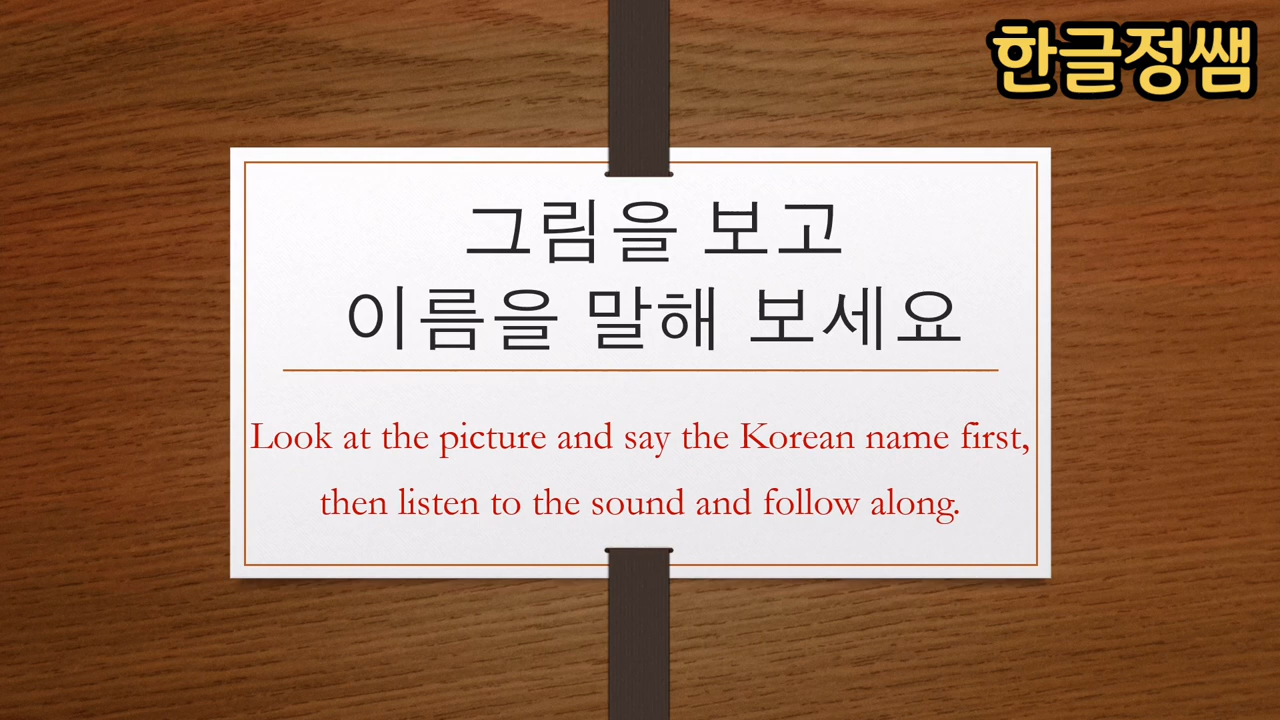 한글정쌤
그림을 보고
이름을 말해 보세요
Look at the picture and say the Korean name first,
then listen to the sound and follow along.